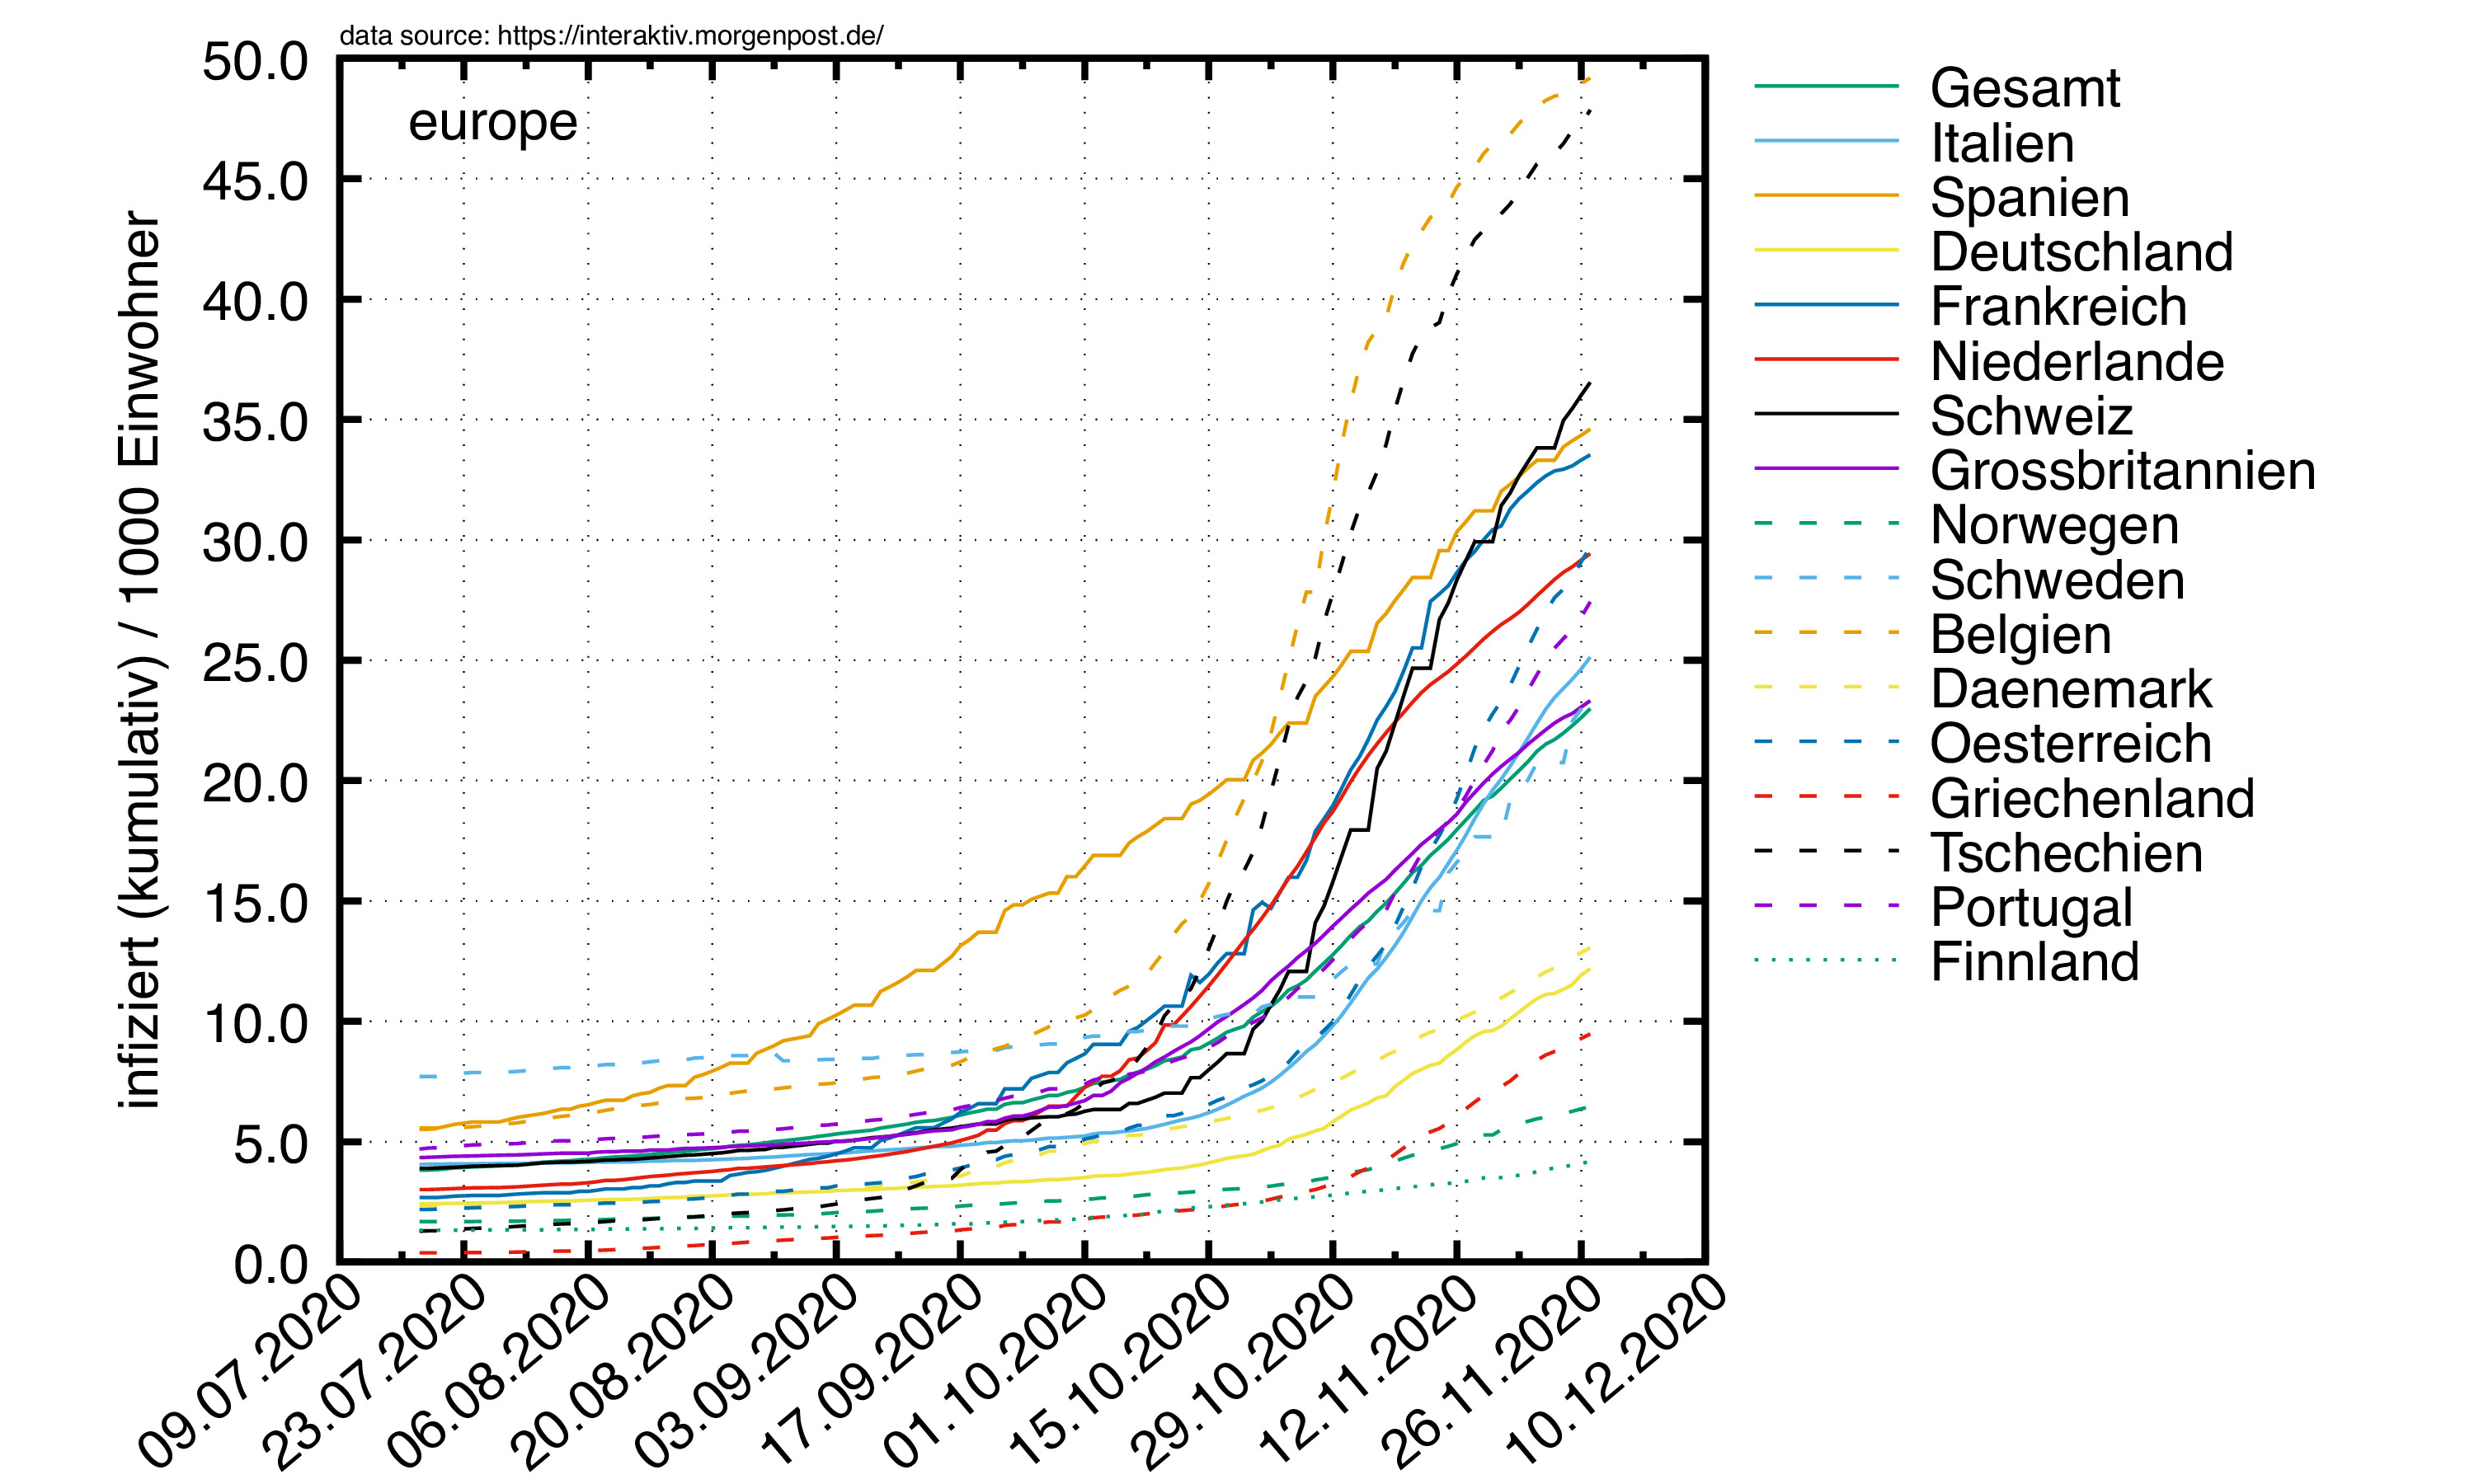 data source: https://interaktiv.morgenpost.de/
europe
infiziert (kumulativ) / 1000 Einwohner
50.0
45.0
40.0
35.0
30.0
25.0
20.0
15.0
10.0
5.0
0.0
09.07.2020
23.07.2020
06.08.2020
20.08.2020
03.09.2020
17.09.2020
01.10.2020
15.10.2020
29.10.2020
12.11.2020
26.11.2020
10.12.2020
Gesamt
Italien
Spanien
Deutschland
Frankreich
Niederlande
Schweiz
Grossbritannien
Norwegen
Schweden
Belgien
Daenemark
Oesterreich
Griechenland
Tschechien
Portugal
Finnland